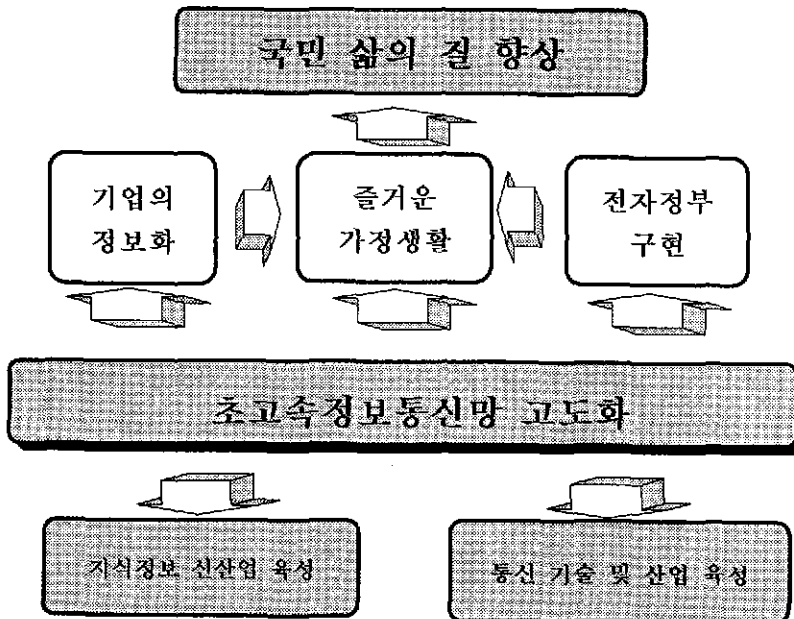 국민 삶의 질 향상
기업의
정보화
즐거운
가정생활
전자정부
구현
초고속정보통신망 고도화
지식정보 신산업 육성
통신 기술 및 산업 육성